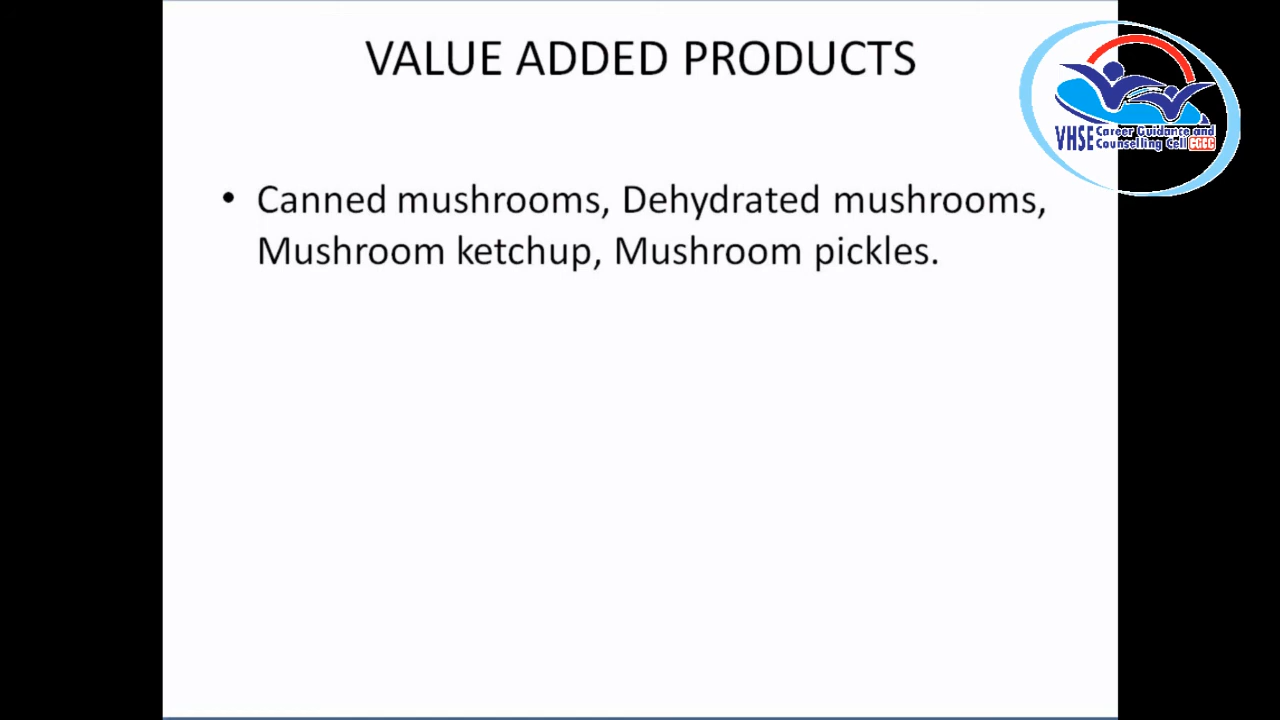 VALUE ADDED PRODUCTS
VHSE Career Guidance and
Counselling Cell CGCC
• Canned mushrooms, Dehydrated mushrooms,
Mushroom ketchup, Mushroom pickles.